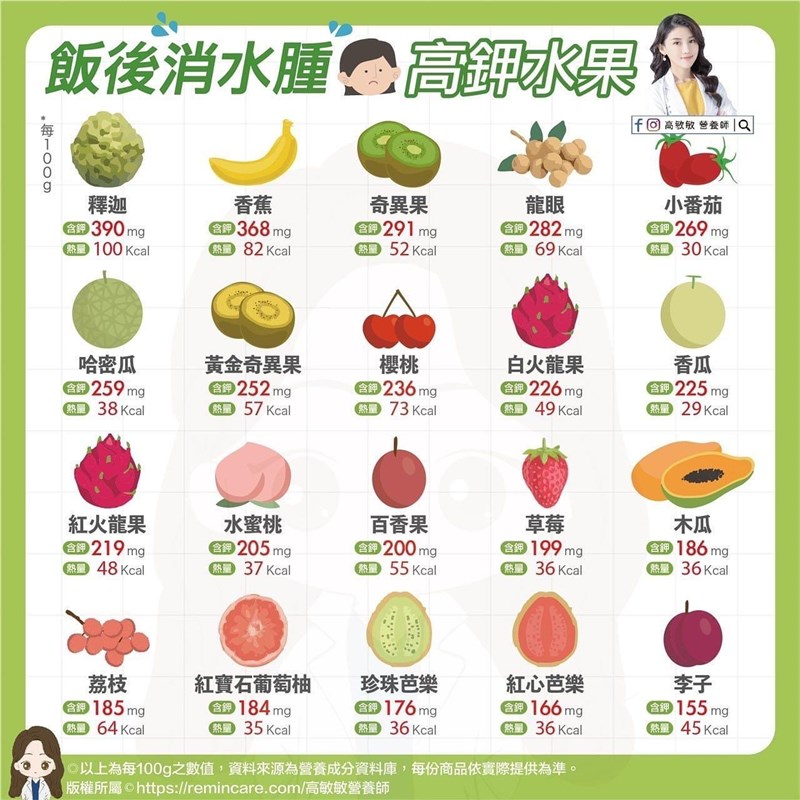 飯後消水腫 高鉀水果
高敏敏 營養師
*每100g
釋迦
含鉀 390 mg
熱量 100 Kcal
香蕉
含鉀 368 mg
熱量 82 Kcal
奇異果
含鉀 291 mg
熱量 52 Kcal
龍眼
含鉀 282 mg
熱量 69 Kcal
小番茄
含鉀 269 mg
熱量 30 Kcal
哈密瓜
含鉀 259 mg
熱量 38 Kcal
黃金奇異果
含鉀 252 mg
熱量 57 Kcal
櫻桃
含鉀 236 mg
熱量 73 Kcal
白火龍果
含鉀 226 mg
熱量 49 Kcal
香瓜
含鉀 225 mg
熱量 29 Kcal
紅火龍果
含鉀 219 mg
熱量 48 Kcal
水蜜桃
含鉀 205 mg
熱量 37 Kcal
百香果
含鉀 200 mg
熱量 55 Kcal
草莓
含鉀 199 mg
熱量 36 Kcal
木瓜
含鉀 186 mg
熱量 36 Kcal
荔枝
含鉀 185 mg
熱量 64 Kcal
紅寶石葡萄柚
含鉀 184 mg
熱量 35 Kcal
珍珠芭樂
含鉀 176 mg
熱量 36 Kcal
紅心芭樂
含鉀 166 mg
熱量 36 Kcal
李子
含鉀 155 mg
熱量 45 Kcal
◎以上為每100g之數值，資料來源為營養成分資料庫，每份商品依實際提供為準。
版權所屬©https://remincare.com/高敏敏營養師